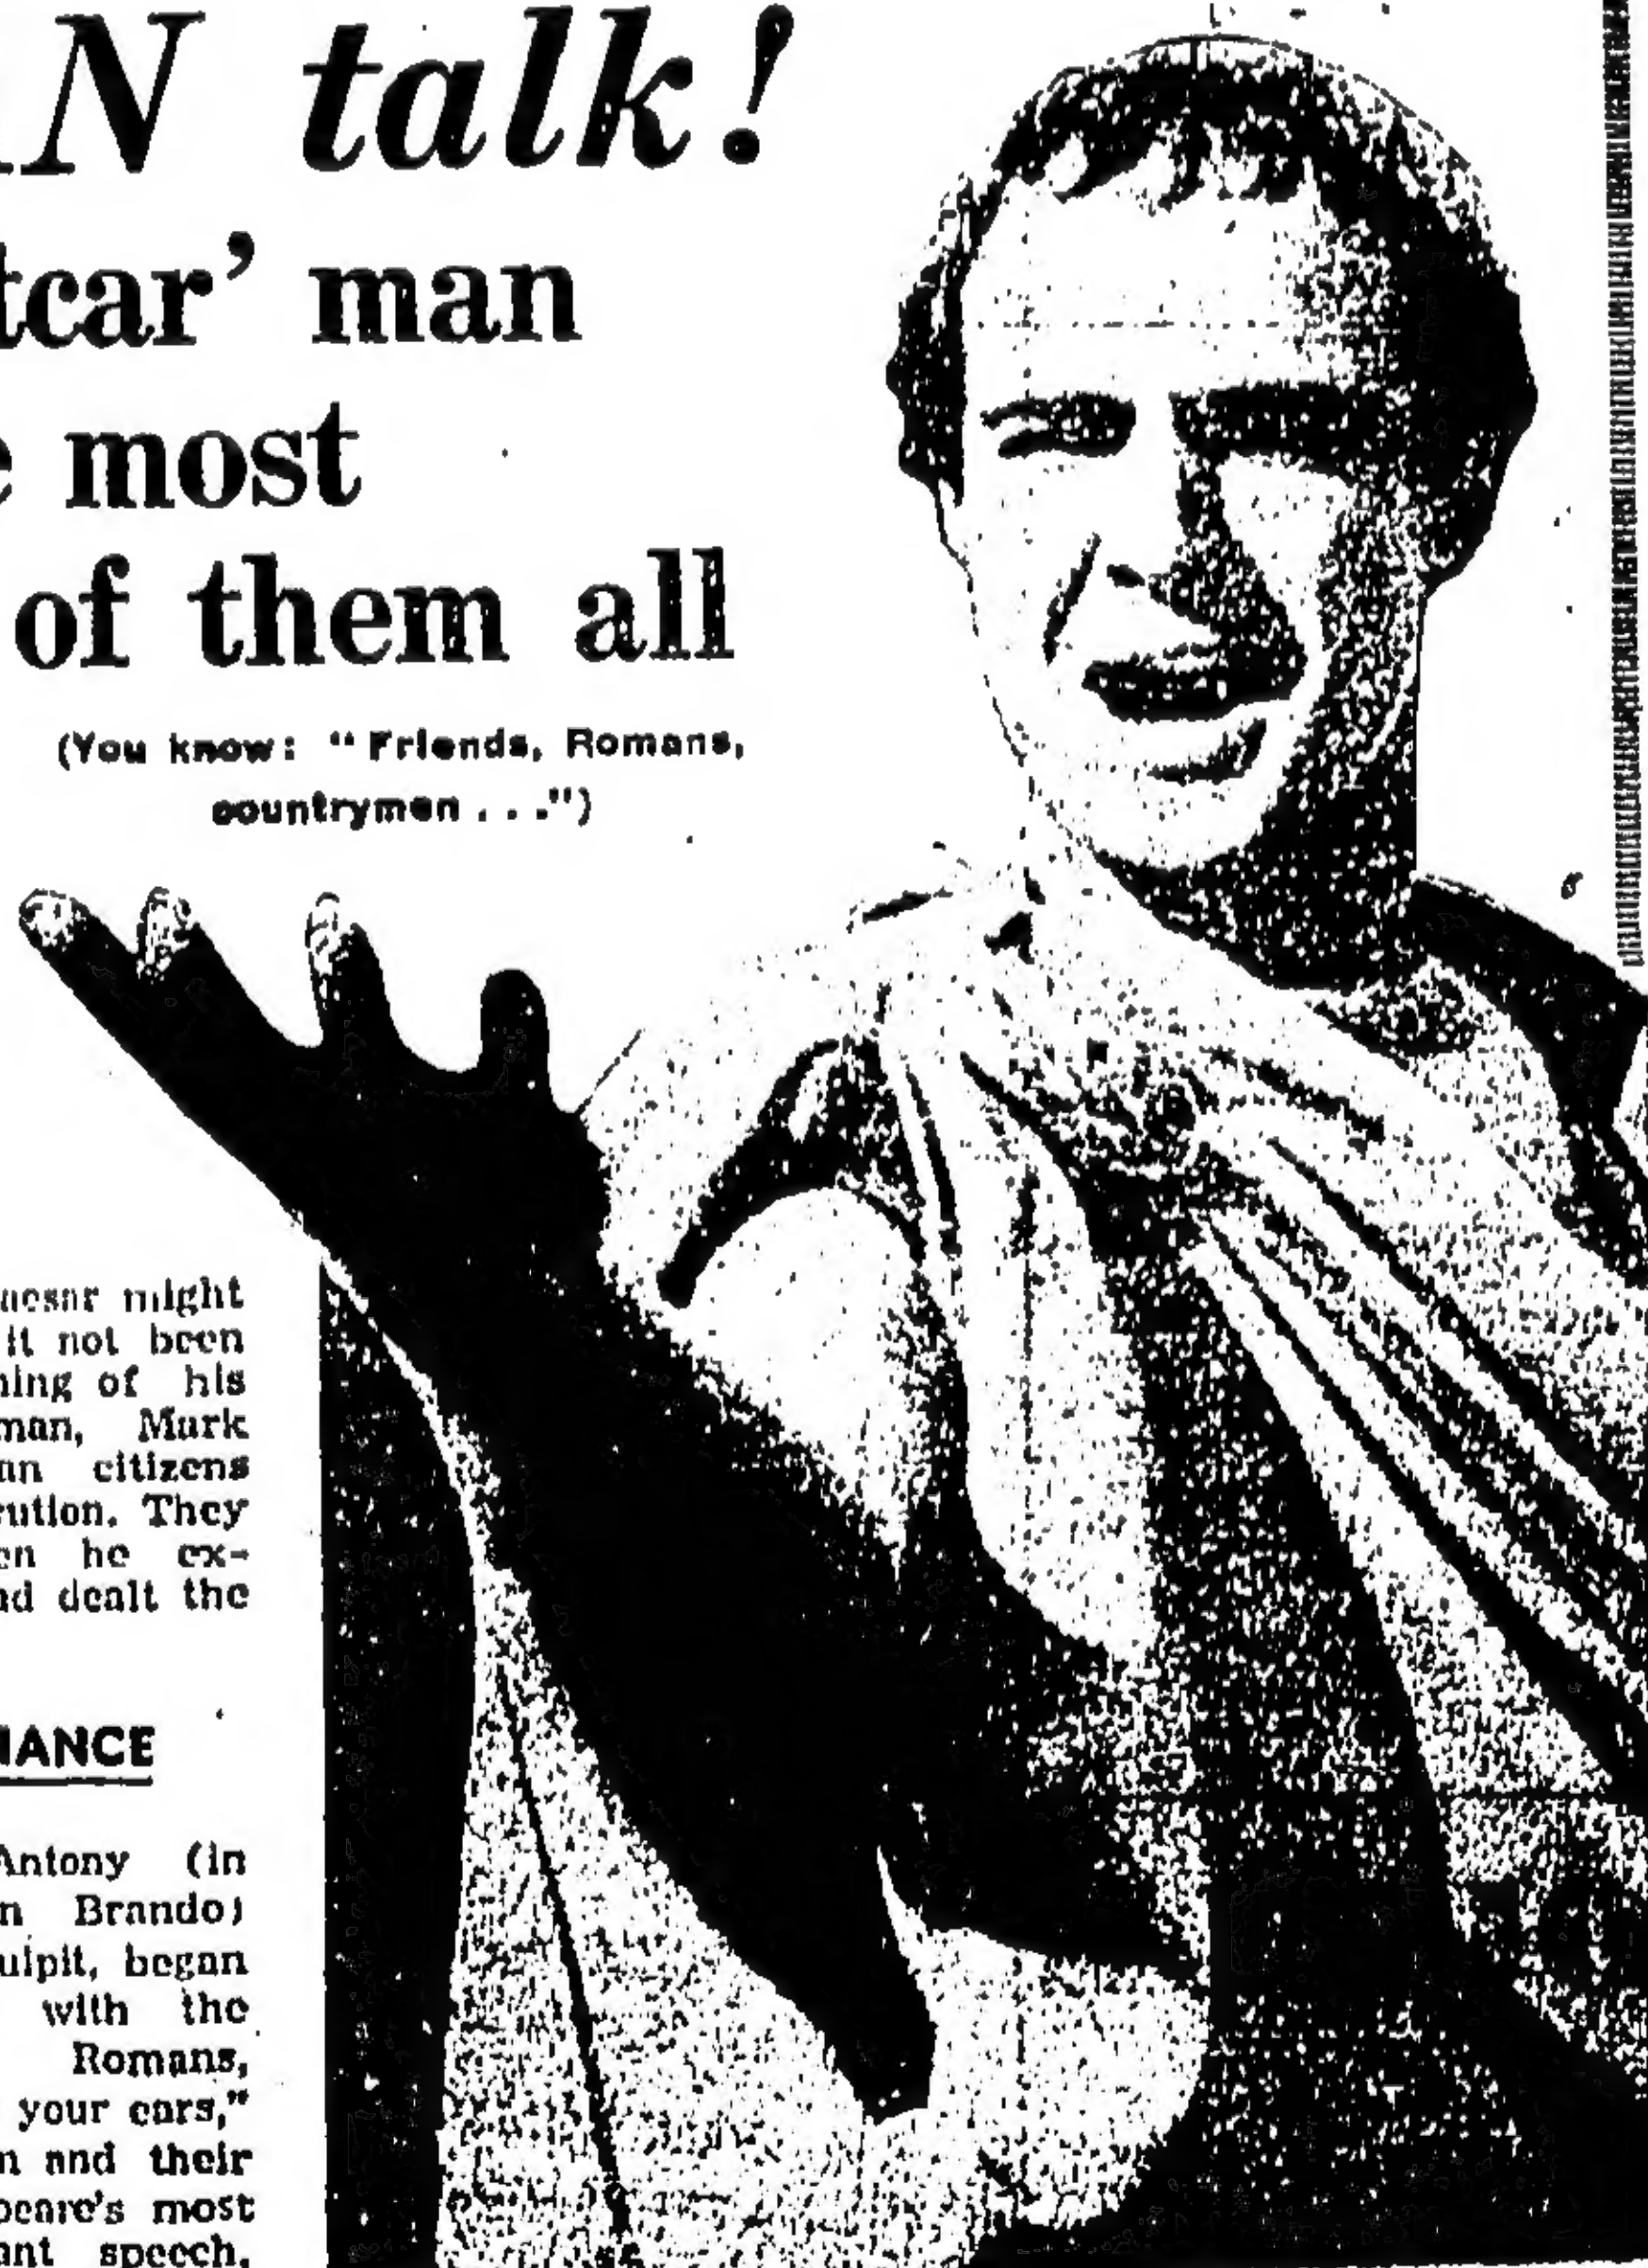 N talk!
tcar’ man
e most
of them all
(You know: “Friends, Romans,
countrymen . . .”)
aesar might
it not been
ning of his
man, Mark
an citizens
ution. They
en he ex-
nd dealt the
IANCE
Antony (in
n Brando)
ulpit, began
with the
Romans,
your ears,”
n and their
peare’s most
ant speech,